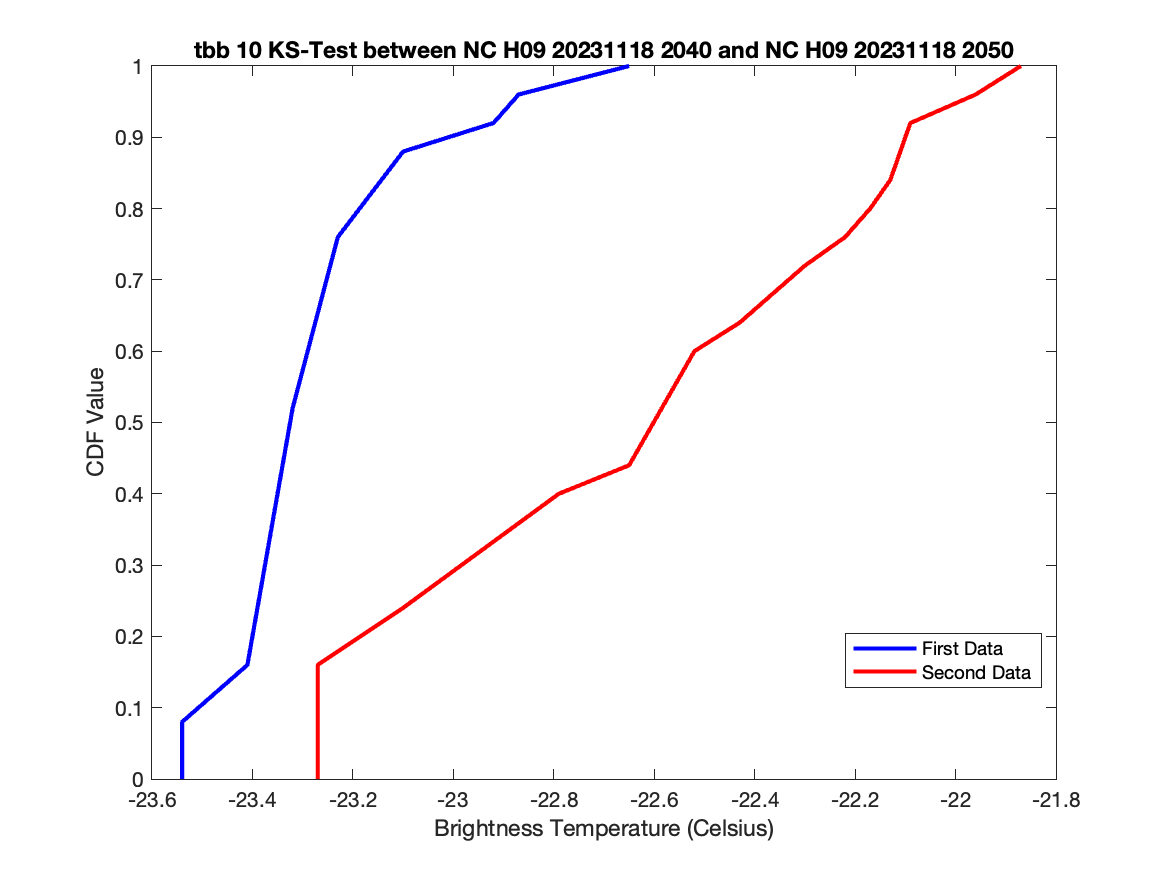 tbb 10 KS-Test between NC H09 20231118 2040 and NC H09 20231118 2050
1
0.9
0.8
0.7
0.6
0.5
0.4
0.3
0.2
0.1
0
CDF Value
First Data
Second Data
-23.6 -23.4 -23.2 -23 -22.8 -22.6 -22.4 -22.2 -22 -21.8
Brightness Temperature (Celsius)